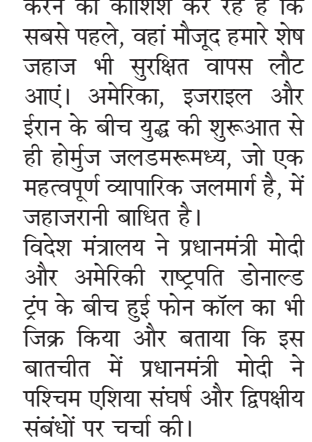 करने की कोशिश कर रहे हैं कि
सबसे पहले, वहां मौजूद हमारे शेष
जहाज भी सुरक्षित वापस लौट
आएं। अमेरिका, इजराइल और
ईरान के बीच युद्ध की शुरूआत से
ही होर्मुज जलडमरूमध्य, जो एक
महत्वपूर्ण व्यापारिक जलमार्ग है, में
जहाजरानी बाधित है।
विदेश मंत्रालय ने प्रधानमंत्री मोदी
और अमेरिकी राष्ट्रपति डोनाल्ड
ट्रंप के बीच हुई फोन कॉल का भी
जिक्र किया और बताया कि इस
बातचीत में प्रधानमंत्री मोदी ने
पश्चिम एशिया संघर्ष और द्विपक्षीय
संबंधों पर चर्चा की।